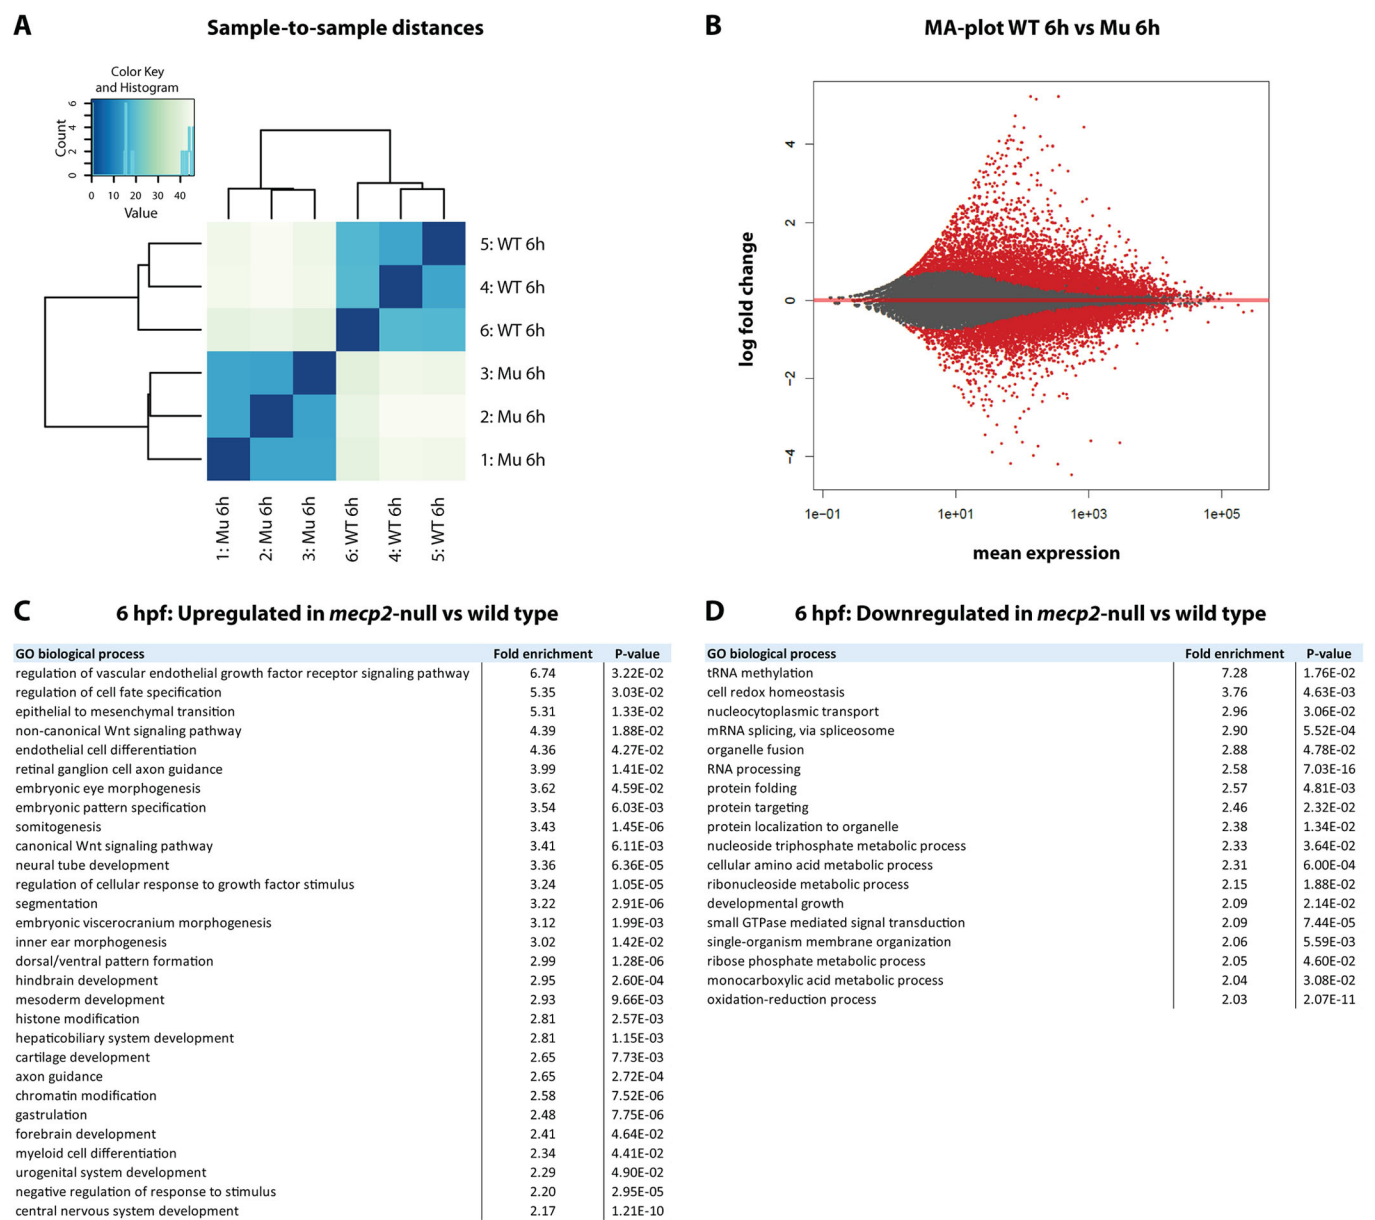 A
Sample-to-sample distances
Color Key
and Histogram
Count
0 2 4 6
0 10 20 30 40
Value
5: WT 6h
4: WT 6h
6: WT 6h
3: Mu 6h
2: Mu 6h
1: Mu 6h
1: Mu 6h
2: Mu 6h
3: Mu 6h
6: WT 6h
4: WT 6h
5: WT 6h
B
MA-plot WT 6h vs Mu 6h
log fold change
4
2
0
−2
−4
1e−01 1e+01 1e+03 1e+05
mean expression
C
6 hpf: Upregulated in mecp2-null vs wild type
GO biological process Fold enrichment P-value
regulation of vascular endothelial growth factor receptor signaling pathway 6.74 3.22E-02
regulation of cell fate specification 5.35 3.03E-02
epithelial to mesenchymal transition 5.31 1.33E-02
non-canonical Wnt signaling pathway 4.39 1.88E-02
endothelial cell differentiation 4.36 4.27E-02
retinal ganglion cell axon guidance 3.99 1.41E-02
embryonic eye morphogenesis 3.62 4.59E-02
embryonic pattern specification 3.54 6.03E-03
somitogenesis 3.43 1.45E-06
canonical Wnt signaling pathway 3.41 6.11E-03
neural tube development 3.36 6.36E-05
regulation of cellular response to growth factor stimulus 3.24 1.05E-05
segmentation 3.22 2.91E-06
embryonic viscerocranium morphogenesis 3.12 1.99E-03
inner ear morphogenesis 3.02 1.42E-02
dorsal/ventral pattern formation 2.99 1.28E-06
hindbrain development 2.95 2.60E-04
mesoderm development 2.93 9.66E-03
histone modification 2.81 2.57E-03
hepaticobiliary system development 2.81 1.15E-03
cartilage development 2.65 7.73E-03
axon guidance 2.65 2.72E-04
chromatin modification 2.58 7.52E-06
gastrulation 2.48 7.75E-06
forebrain development 2.41 4.64E-02
myeloid cell differentiation 2.34 4.41E-02
urogenital system development 2.29 4.90E-02
negative regulation of response to stimulus 2.20 2.95E-05
central nervous system development 2.17 1.21E-10
D
6 hpf: Downregulated in mecp2-null vs wild type
GO biological process Fold enrichment P-value
tRNA methylation 7.28 1.76E-02
cell redox homeostasis 3.76 4.63E-03
nucleocytoplasmic transport 2.96 3.06E-02
mRNA splicing, via spliceosome 2.90 5.52E-04
organelle fusion 2.88 4.78E-02
RNA processing 2.58 7.03E-16
protein folding 2.57 4.81E-03
protein targeting 2.46 2.32E-02
protein localization to organelle 2.38 1.34E-02
nucleoside triphosphate metabolic process 2.33 3.64E-02
cellular amino acid metabolic process 2.31 6.00E-04
ribonucleoside metabolic process 2.15 1.88E-02
developmental growth 2.09 2.14E-02
small GTPase mediated signal transduction 2.09 7.44E-05
single-organism membrane organization 2.06 5.59E-03
ribose phosphate metabolic process 2.05 4.60E-02
monocarboxylic acid metabolic process 2.04 3.08E-02
oxidation-reduction process 2.03 2.07E-11